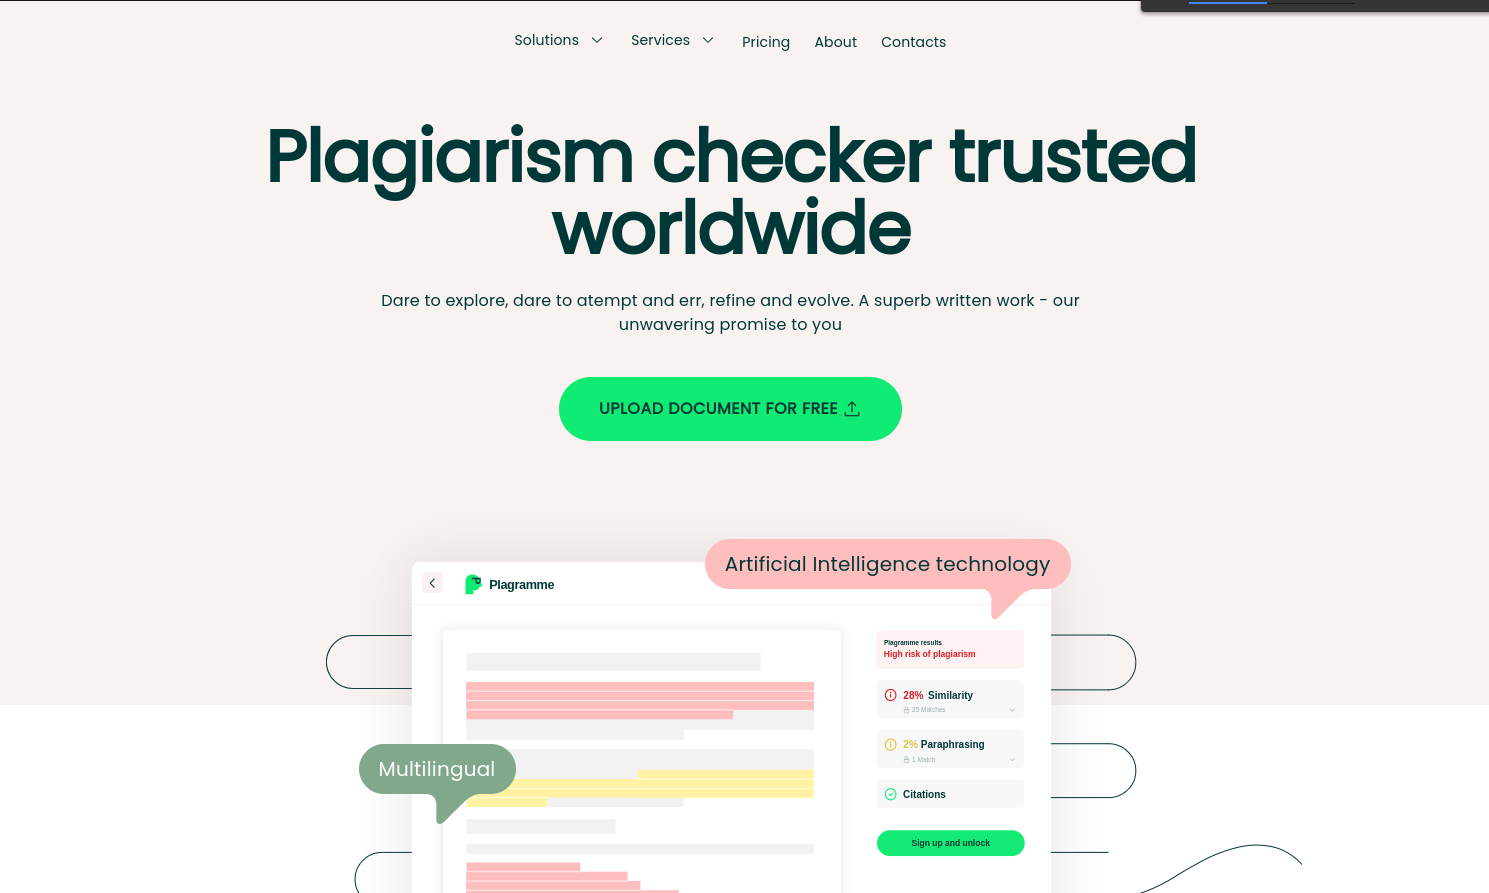 Solutions
Services
Pricing
About
Contacts
Plagiarism checker trusted
worldwide
Dare to explore, dare to atempt and err, refine and evolve. A superb written work - our
unwavering promise to you
UPLOAD DOCUMENT FOR FREE
Artificial Intelligence technology
Plagramme
Plagramme results
High risk of plagiarism
28% Similarity
25 Matches
2% Paraphrasing
1 Match
Multilingual
Citations
Sign up and unlock